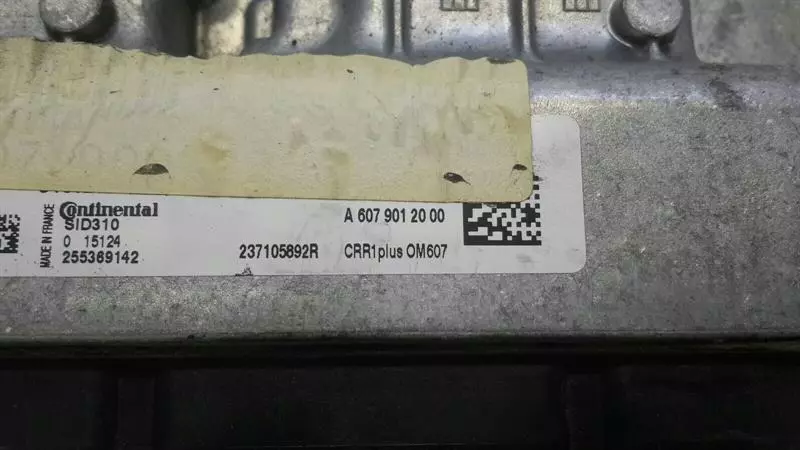 MADE IN FRANCE
Continental
SID310
0 15124
255369142
237105892R
A 607 901 20 00
CRR1plus OM607